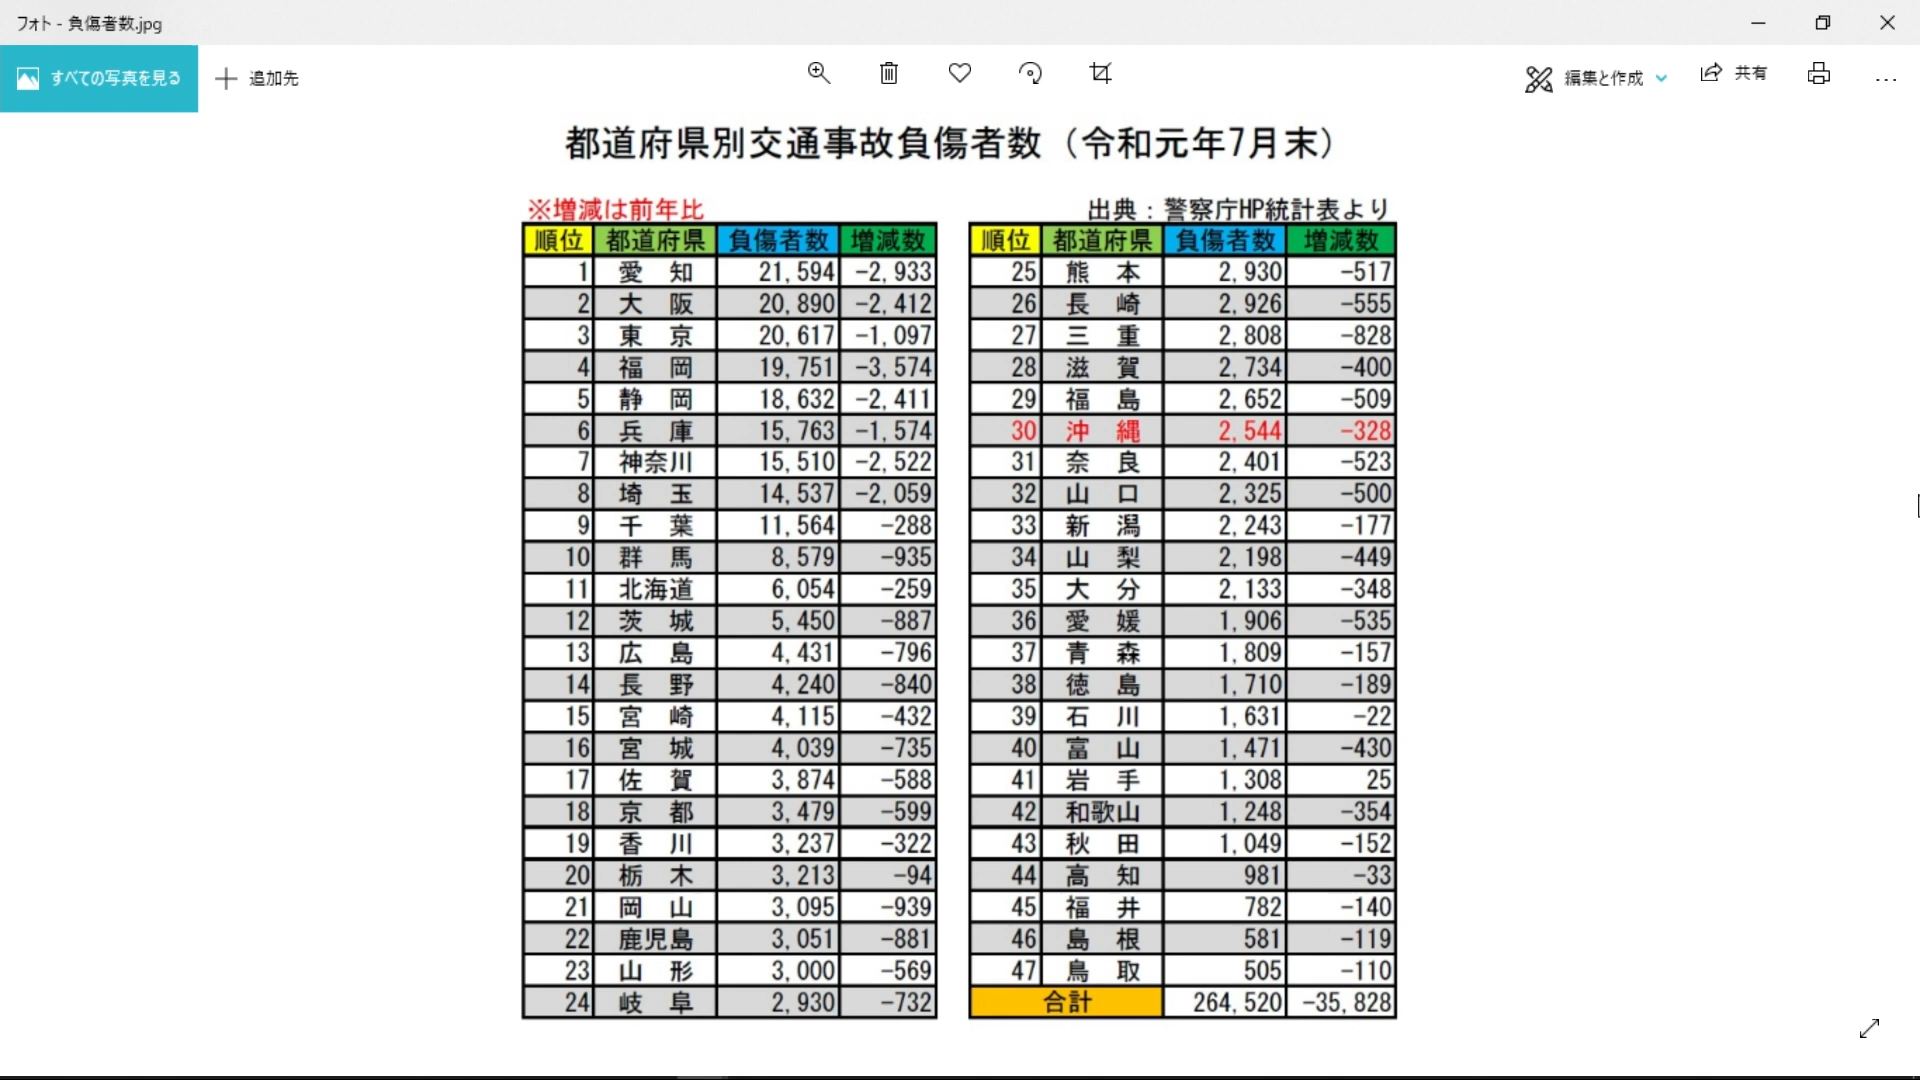 フォト - 負傷者数.jpg
すべての写真を見る
追加先
編集と作成
共有
都道府県別交通事故負傷者数（令和元年7月末）
※増減は前年比
出典：警察庁HP統計表より
順位 都道府県 負傷者数 増減数
1 愛知 21,594 -2,933
2 大阪 20,890 -2,412
3 東京 20,617 -1,097
4 福岡 19,751 -3,574
5 静岡 18,632 -2,411
6 兵庫 15,763 -1,574
7 神奈川 15,510 -2,522
8 埼玉 14,537 -2,059
9 千葉 11,564 -288
10 群馬 8,579 -935
11 北海道 6,054 -259
12 茨城 5,450 -887
13 広島 4,431 -796
14 長野 4,240 -840
15 宮崎 4,115 -432
16 宮城 4,039 -735
17 佐賀 3,874 -588
18 京都 3,479 -599
19 香川 3,237 -322
20 栃木 3,213 -94
21 岡山 3,095 -939
22 鹿児島 3,051 -881
23 山形 3,000 -569
24 岐阜 2,930 -732
順位 都道府県 負傷者数 増減数
25 熊本 2,930 -517
26 長崎 2,926 -555
27 三重 2,808 -828
28 滋賀 2,734 -400
29 福島 2,652 -509
30 沖縄 2,544 -328
31 奈良 2,401 -523
32 山口 2,325 -500
33 新潟 2,243 -177
34 山梨 2,198 -449
35 大分 2,133 -348
36 愛媛 1,906 -535
37 青森 1,809 -157
38 徳島 1,710 -189
39 石川 1,631 -22
40 富山 1,471 -430
41 岩手 1,308 25
42 和歌山 1,248 -354
43 秋田 1,049 -152
44 高知 981 -33
45 福井 782 -140
46 島根 581 -119
47 鳥取 505 -110
合計 264,520 -35,828